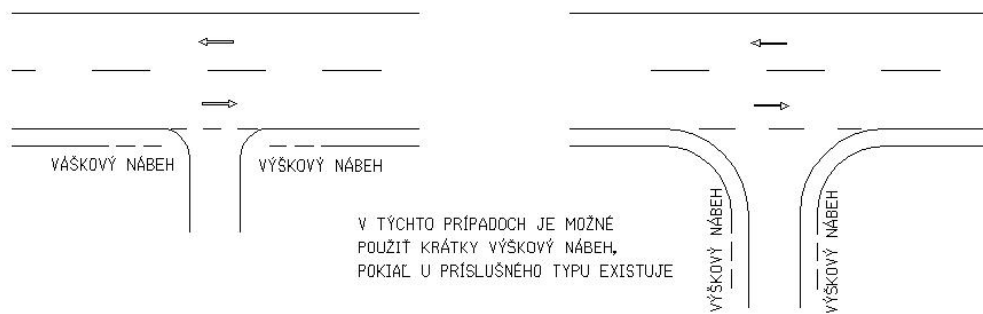 VÁŠKOVÝ NÁBEH
VÝŠKOVÝ NÁBEH
V TÝCHTO PRÍPADOCH JE MOŽNÉ
POUŽIŤ KRÁTKY VÝŠKOVÝ NÁBEH,
POKIAĽ U PRÍSLUŠNÉHO TYPU EXISTUJE
VÝŠKOVÝ NÁBEH
VÝŠKOVÝ NÁBEH